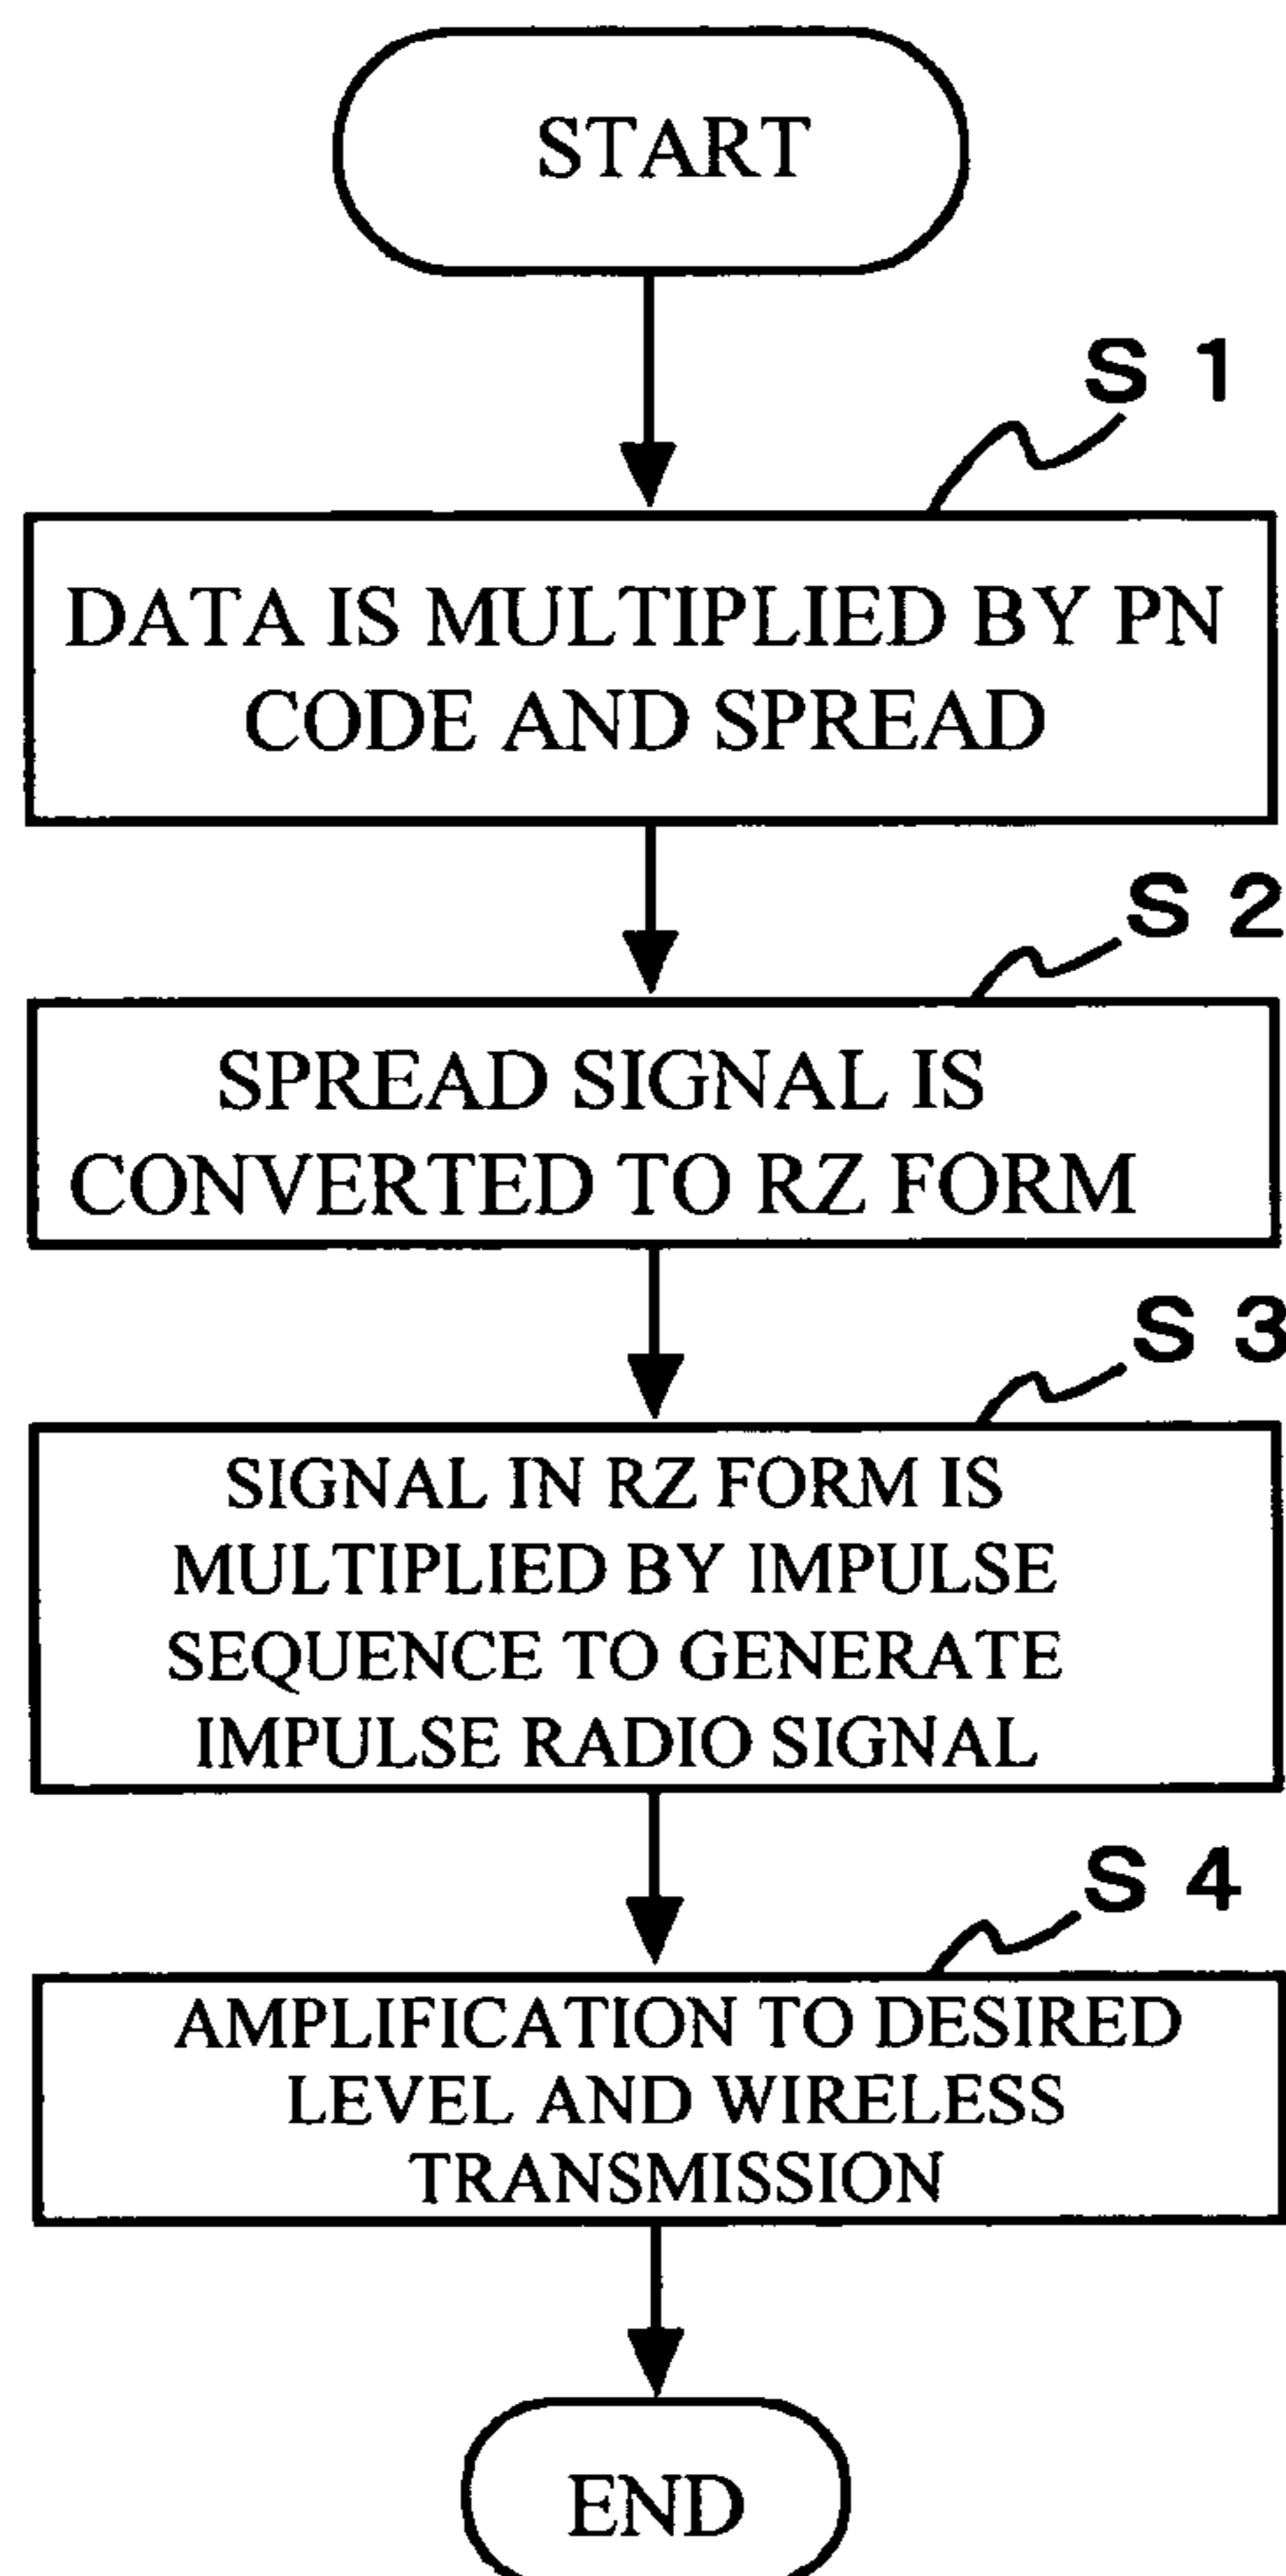 START
S 1
DATA IS MULTIPLIED BY PN
CODE AND SPREAD
S 2
SPREAD SIGNAL IS
CONVERTED TO RZ FORM
S 3
SIGNAL IN RZ FORM IS
MULTIPLIED BY IMPULSE
SEQUENCE TO GENERATE
IMPULSE RADIO SIGNAL
S 4
AMPLIFICATION TO DESIRED
LEVEL AND WIRELESS
TRANSMISSION
END